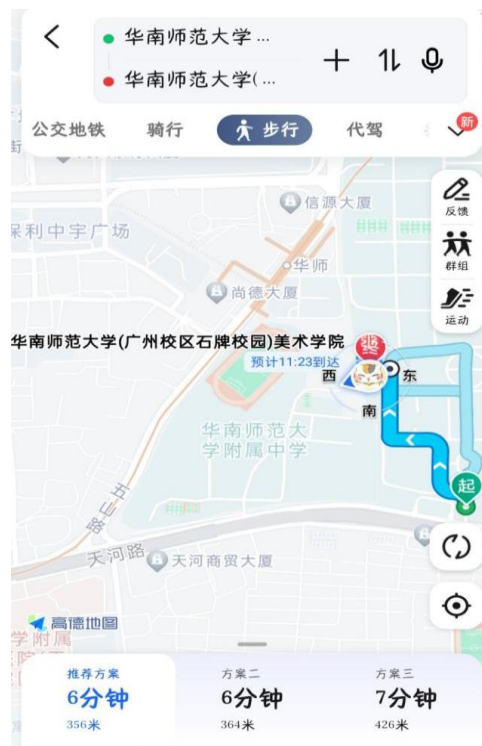 华南师范大学 ...
华南师范大学( ...
公交地铁 骑行 步行 代驾 新
反馈
群组
运动
信源大厦
保利中宇广场
华师
尚德大厦
华南师范大学(广州校区石牌校园)美术学院
预计11:23到达
西 东
南
华南师范大
学附属中学
起
五山路
天河路
天河商贸大厦
高德地图
学附属
推荐方案 方案二 方案三
6分钟 6分钟 7分钟
356米 364米 426米